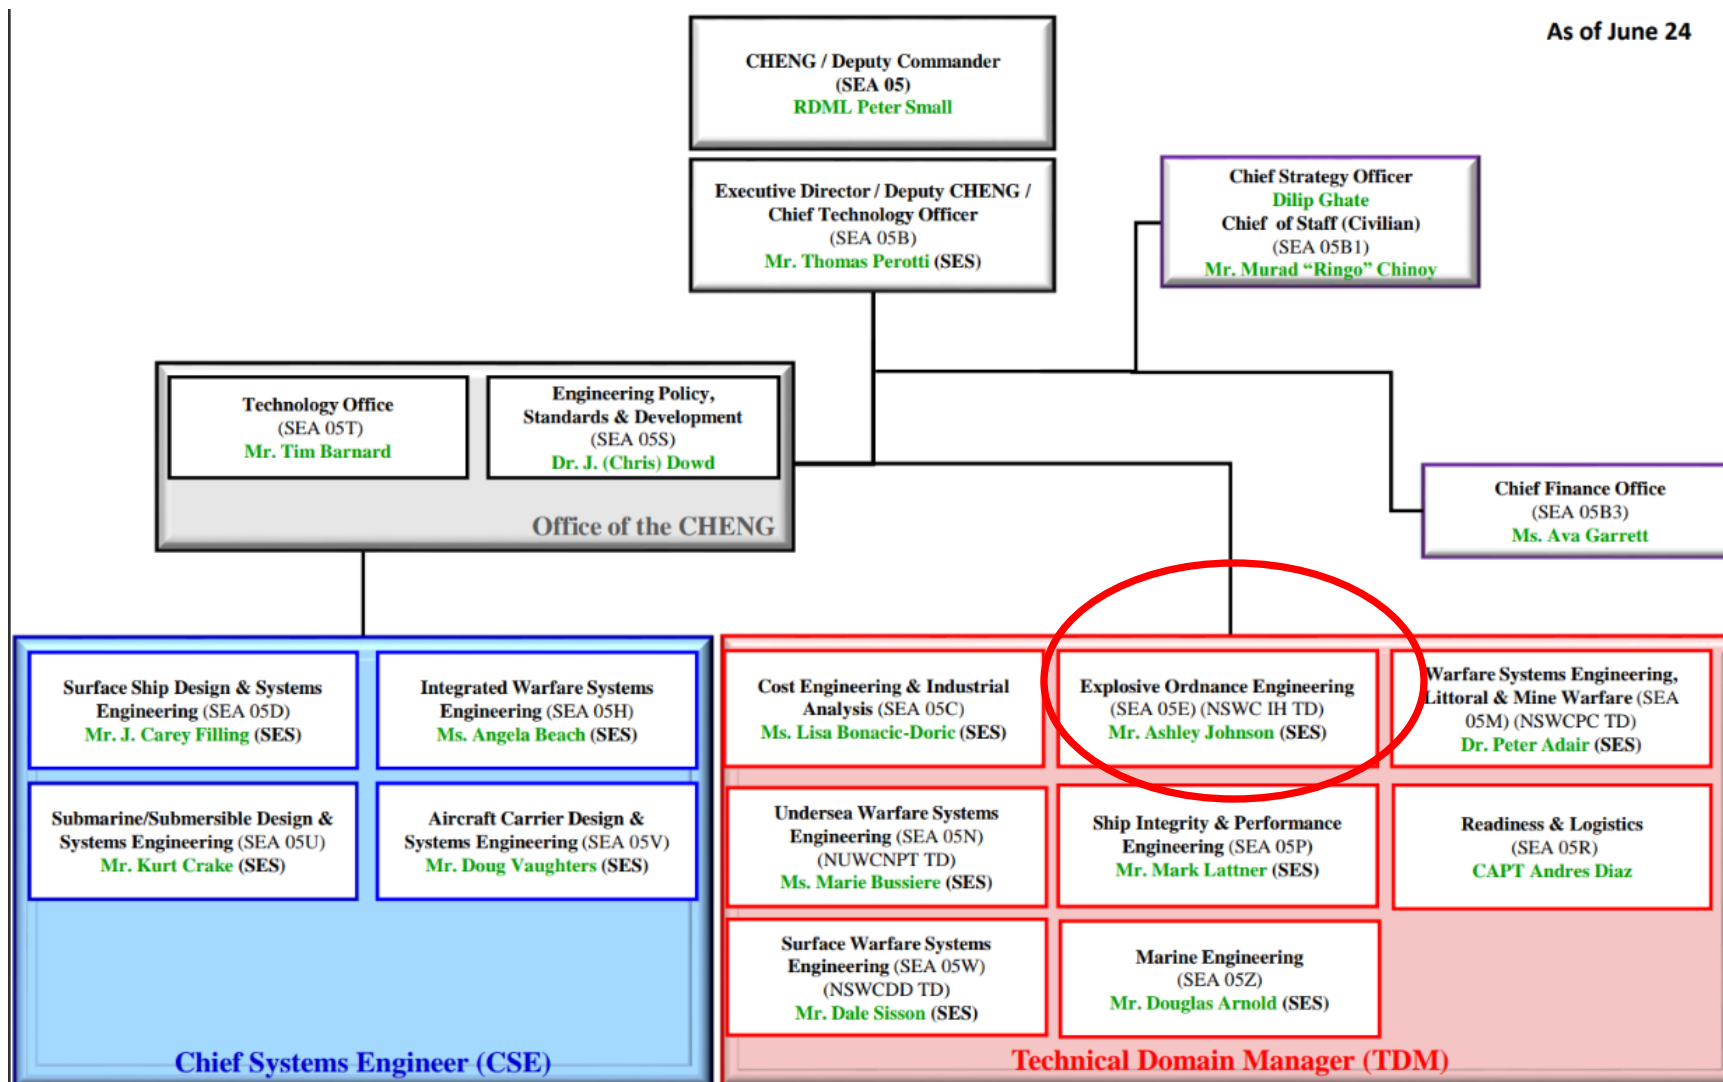 As of June 24
CHENG / Deputy Commander
(SEA 05)
RDML Peter Small
Executive Director / Deputy CHENG /
Chief Technology Officer
(SEA 05B)
Mr. Thomas Perotti (SES)
Chief Strategy Officer
Dilip Ghate
Chief of Staff (Civilian)
(SEA 05B1)
Mr. Murad “Ringo” Chinoy
Technology Office
(SEA 05T)
Mr. Tim Barnard
Engineering Policy,
Standards & Development
(SEA 05S)
Dr. J. (Chris) Dowd
Office of the CHENG
Chief Finance Office
(SEA 05B3)
Ms. Ava Garrett
Surface Ship Design & Systems
Engineering (SEA 05D)
Mr. J. Carey Filling (SES)
Integrated Warfare Systems
Engineering (SEA 05H)
Ms. Angela Beach (SES)
Submarine/Submersible Design &
Systems Engineering (SEA 05U)
Mr. Kurt Crake (SES)
Aircraft Carrier Design &
Systems Engineering (SEA 05V)
Mr. Doug Vaughters (SES)
Chief Systems Engineer (CSE)
Cost Engineering & Industrial
Analysis (SEA 05C)
Ms. Lisa Bonacic-Doric (SES)
Explosive Ordnance Engineering
(SEA 05E) (NSWC IH TD)
Mr. Ashley Johnson (SES)
Warfare Systems Engineering,
Littoral & Mine Warfare (SEA
05M) (NSWCPC TD)
Dr. Peter Adair (SES)
Undersea Warfare Systems
Engineering (SEA 05N)
(NUWCNPT TD)
Ms. Marie Bussiere (SES)
Ship Integrity & Performance
Engineering (SEA 05P)
Mr. Mark Lattner (SES)
Readiness & Logistics
(SEA 05R)
CAPT Andres Diaz
Surface Warfare Systems
Engineering (SEA 05W)
(NSWCDD TD)
Mr. Dale Sisson (SES)
Marine Engineering
(SEA 05Z)
Mr. Douglas Arnold (SES)
Technical Domain Manager (TDM)